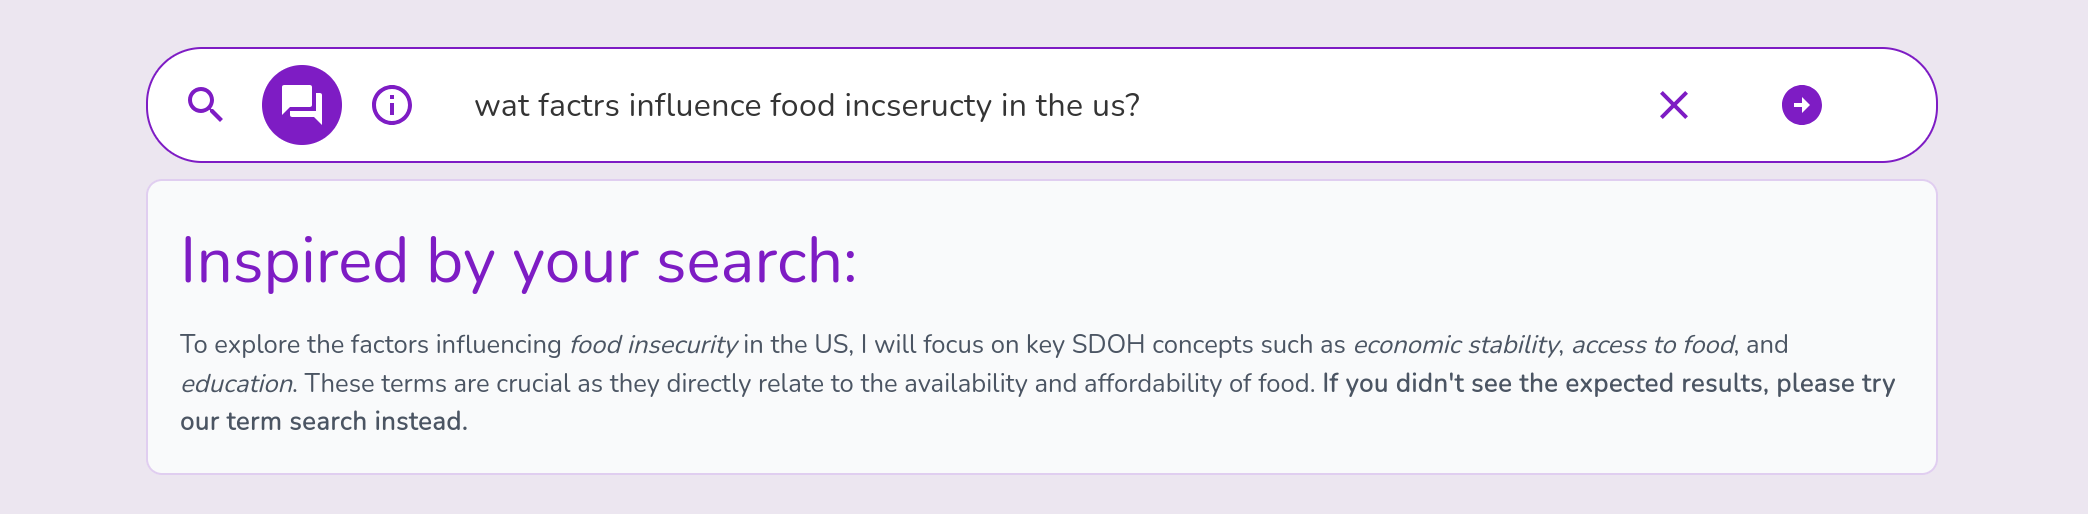 wat factrs influence food incseructy in the us?
Inspired by your search:
To explore the factors influencing food insecurity in the US, I will focus on key SDOH concepts such as economic stability, access to food, and
education. These terms are crucial as they directly relate to the availability and affordability of food. If you didn't see the expected results, please try
our term search instead.